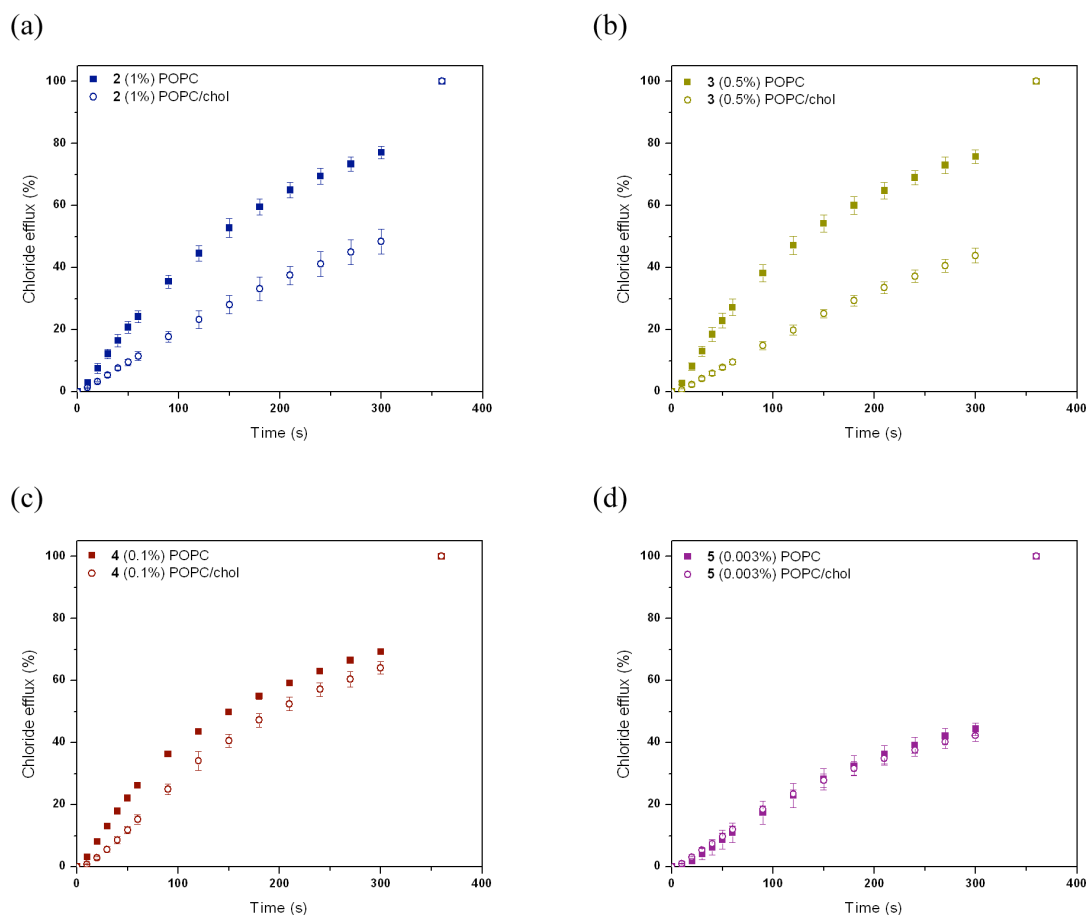 (a)
2 (1%) POPC
2 (1%) POPC/chol
Chloride efflux (%)
100
80
60
40
20
0
0 100 200 300 400
Time (s)
(b)
3 (0.5%) POPC
3 (0.5%) POPC/chol
Chloride efflux (%)
100
80
60
40
20
0
0 100 200 300 400
Time (s)
(c)
4 (0.1%) POPC
4 (0.1%) POPC/chol
Chloride efflux (%)
100
80
60
40
20
0
0 100 200 300 400
Time (s)
(d)
5 (0.003%) POPC
5 (0.003%) POPC/chol
Chloride efflux (%)
100
80
60
40
20
0
0 100 200 300 400
Time (s)